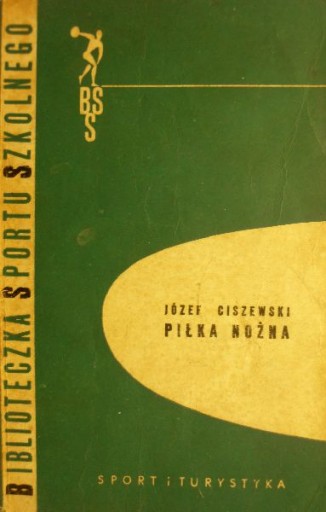 BIBLIOTECZKA SPORTU SZKOLNEGO
BSS
JÓZEF CISZEWSKI
PIŁKA NOŻNA
SPORT i TURYSTYKA